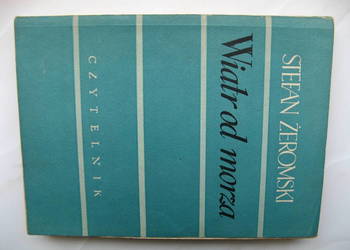 STEFAN ŻEROMSKI
Wiatr od morza
CZYTELNIK